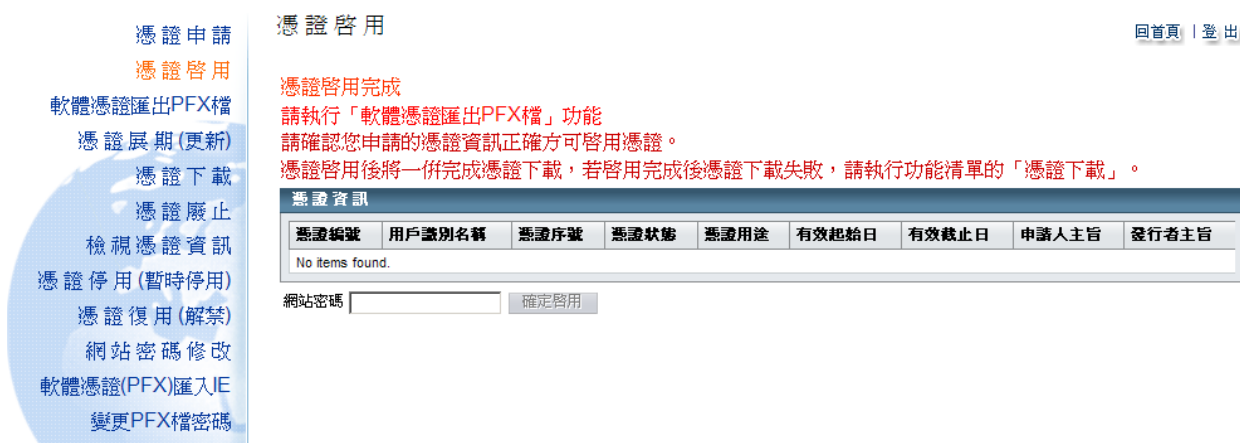 憑證申請
憑證啓用
軟體憑證匯出PFX檔
憑證展期(更新)
憑證下載
憑證廢止
檢視憑證資訊
憑證停用(暫時停用)
憑證復用(解禁)
網站密碼修改
軟體憑證(PFX)匯入IE
變更PFX檔密碼
憑證啓用
回首頁 | 登出
憑證啓用完成
請執行「軟體憑證匯出PFX檔」功能
請確認您申請的憑證資訊正確方可啓用憑證。
憑證啓用後將一併完成憑證下載，若啓用完成後憑證下載失敗，請執行功能清單的「憑證下載」。
憑證資訊
憑證編號 用戶識別名稱 憑證序號 憑證狀態 憑證用途 有效起始日 有效截止日 申請人主旨 發行者主旨
No items found.
網站密碼 確定啓用